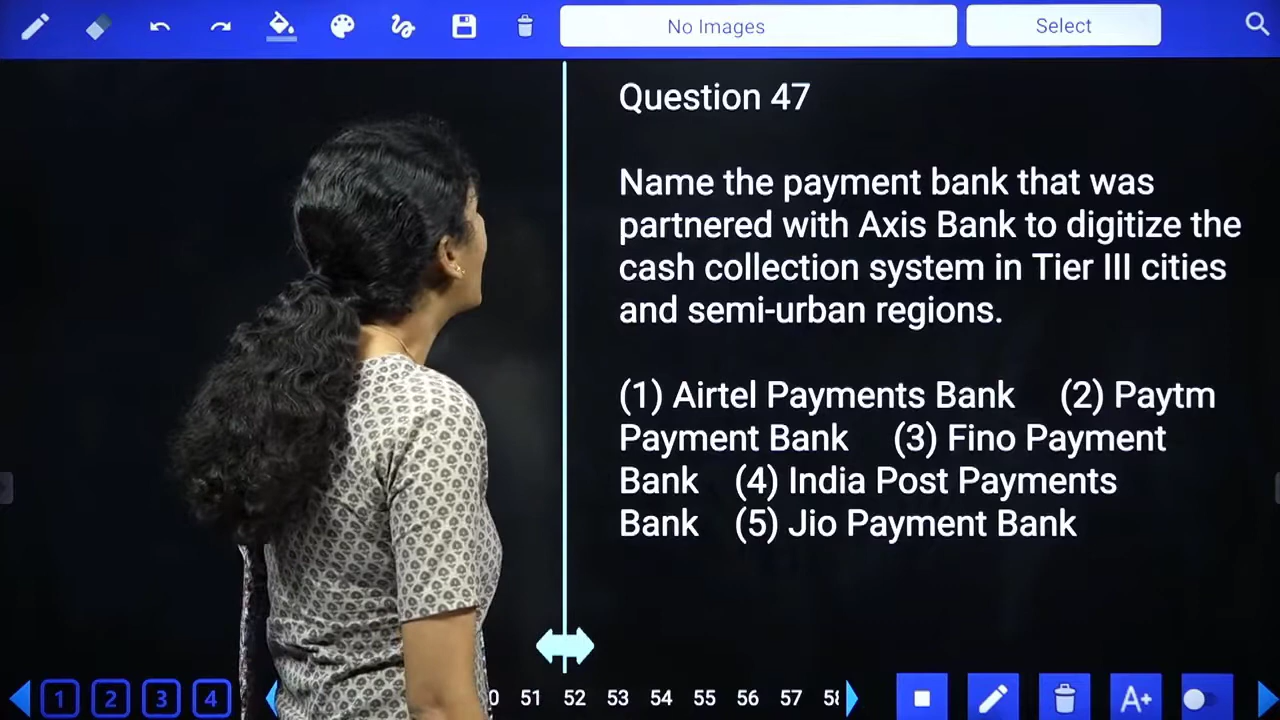 No Images
Select
Question 47
Name the payment bank that was
partnered with Axis Bank to digitize the
cash collection system in Tier III cities
and semi-urban regions.
(1) Airtel Payments Bank (2) Paytm
Payment Bank (3) Fino Payment
Bank (4) India Post Payments
Bank (5) Jio Payment Bank
1 2 3 4 0 51 52 53 54 55 56 57 58 A+